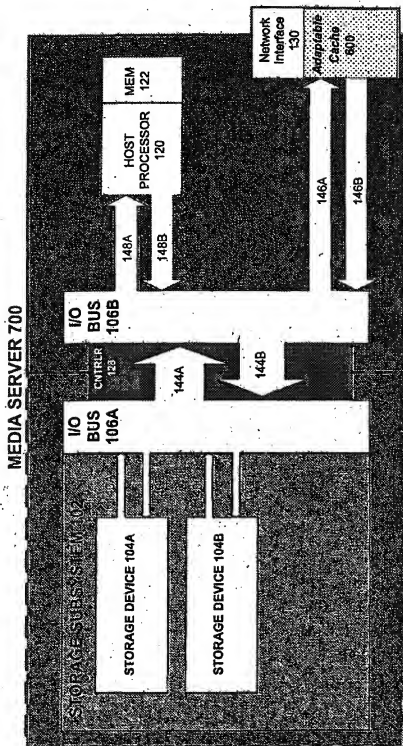 MEDIA SERVER 700
STORAGE SUBSYSTEM 102
STORAGE DEVICE 104A
STORAGE DEVICE 104B
I/O
BUS 106A
CNTRLR
128
144A
144B
I/O
BUS 106B
148A
148B
HOST
PROCESSOR
120
MEM
122
146A
146B
Network
Interface
130
Adaptable
Cache
600